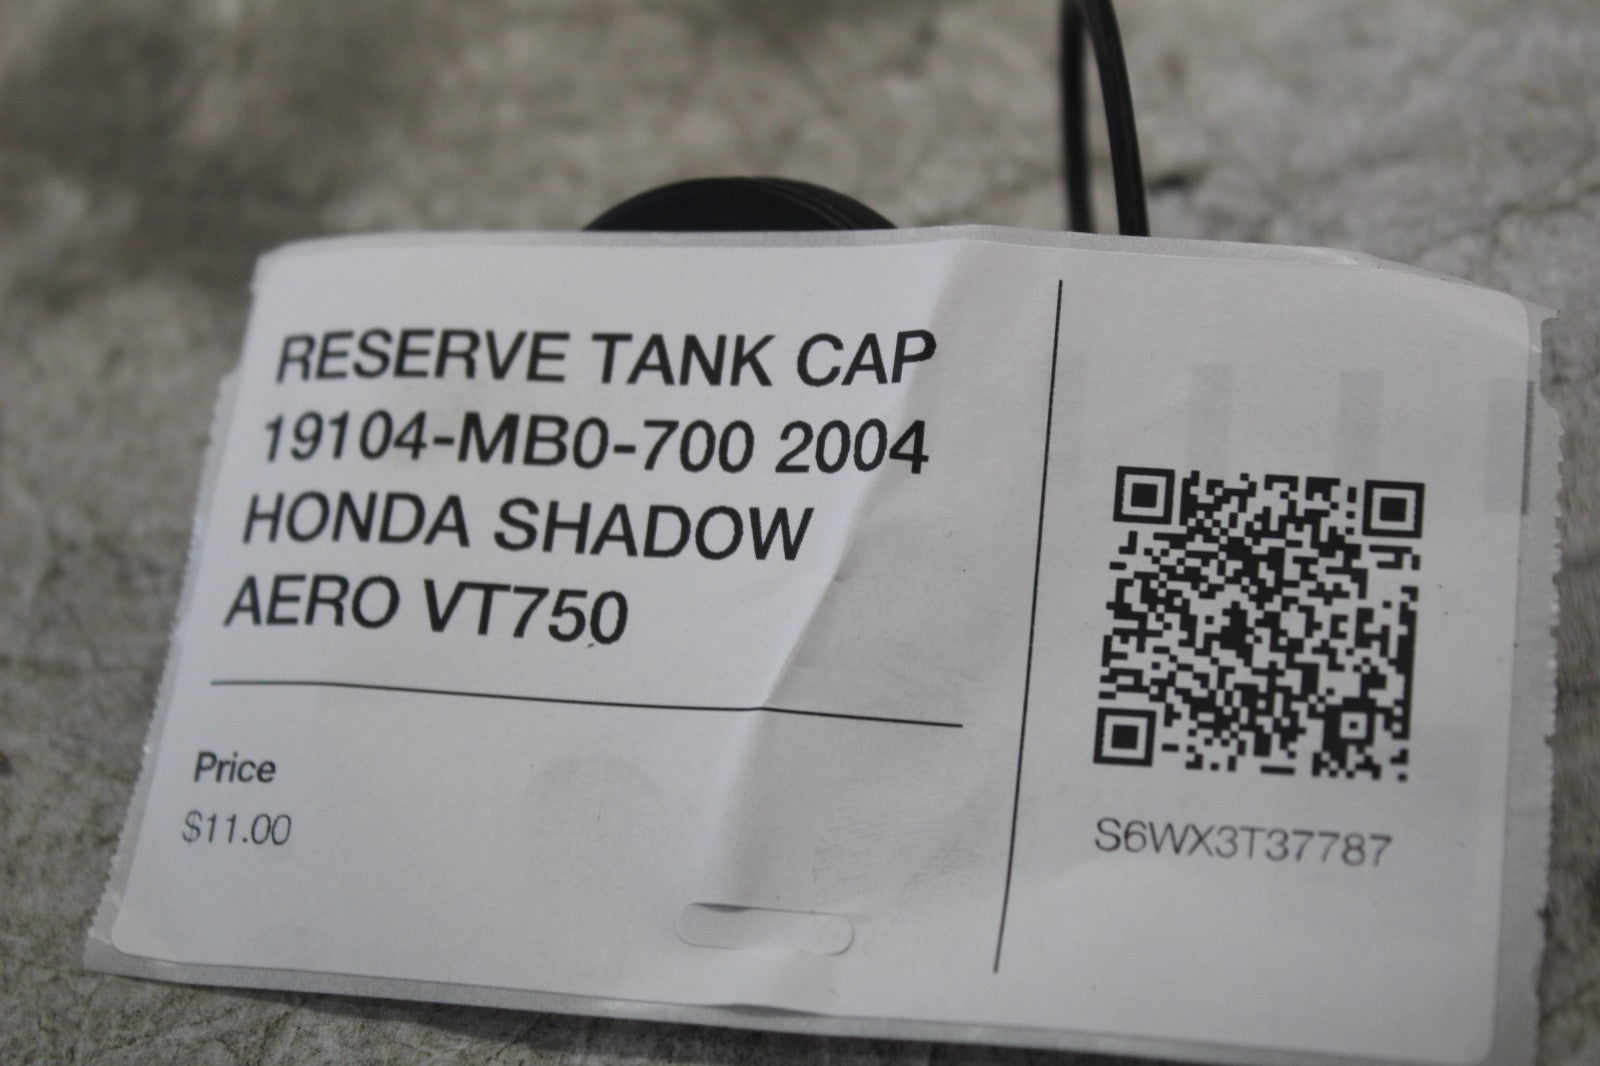 RESERVE TANK CAP
19104-MB0-700 2004
HONDA SHADOW
AERO VT750
Price
$11.00
S6WX3T37787